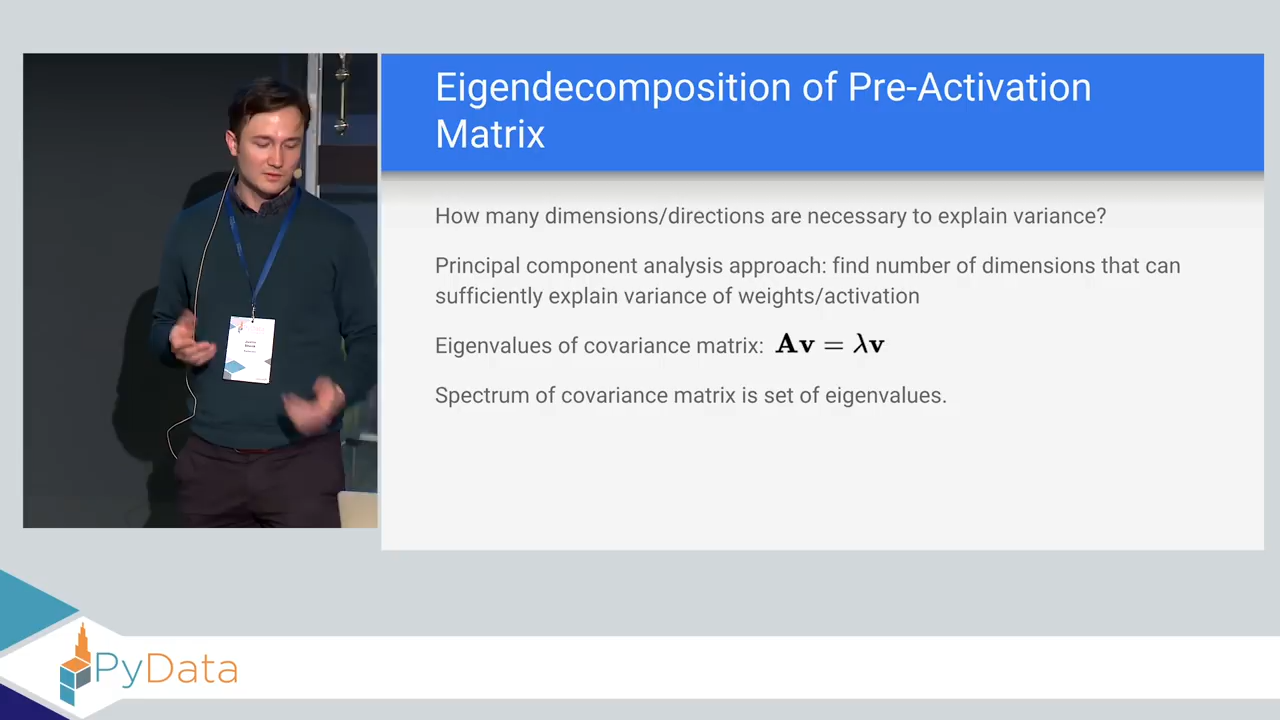 Eigendecomposition of Pre-Activation
Matrix
How many dimensions/directions are necessary to explain variance?
Principal component analysis approach: find number of dimensions that can
sufficiently explain variance of weights/activation
Eigenvalues of covariance matrix: Av = λv
Spectrum of covariance matrix is set of eigenvalues.
PyData